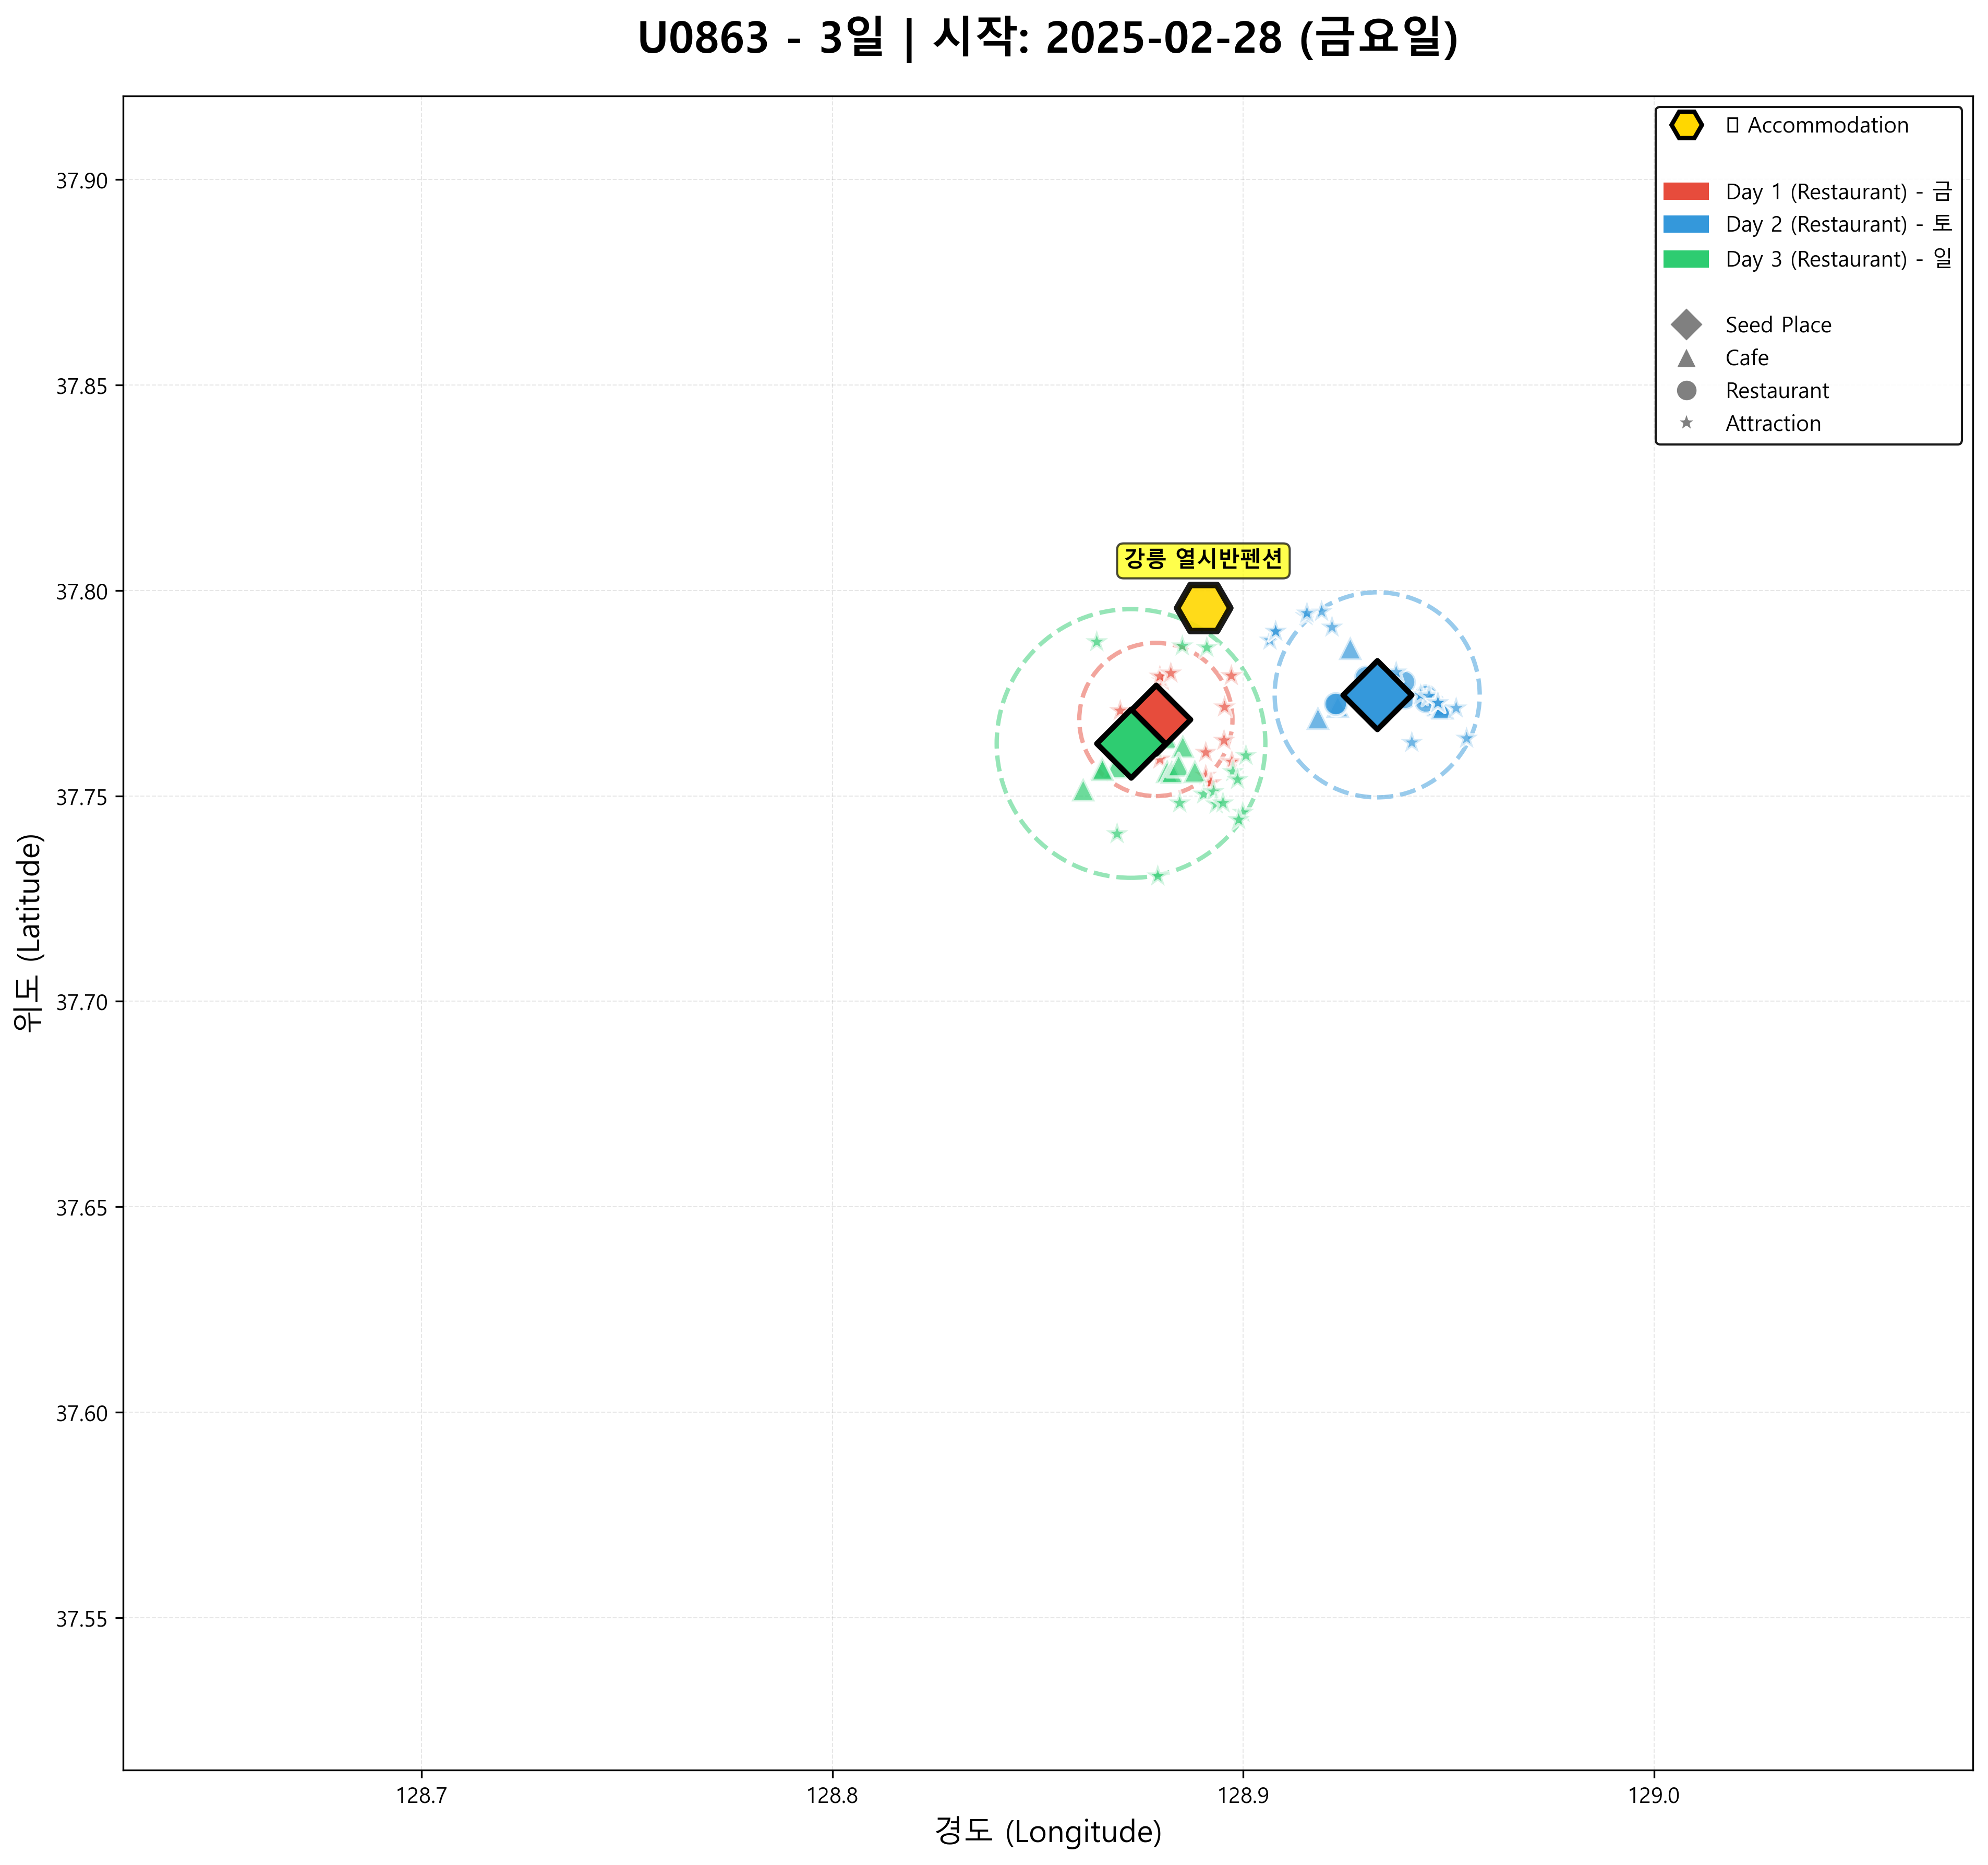 U0863 - 3일 | 시작: 2025-02-28 (금요일)
Accommodation
Day 1 (Restaurant) - 금
Day 2 (Restaurant) - 토
Day 3 (Restaurant) - 일
Seed Place
Cafe
Restaurant
Attraction
강릉 열시반펜션
37.90
37.85
37.80
37.75
37.70
37.65
37.60
37.55
위도 (Latitude)
128.7
128.8
128.9
129.0
경도 (Longitude)